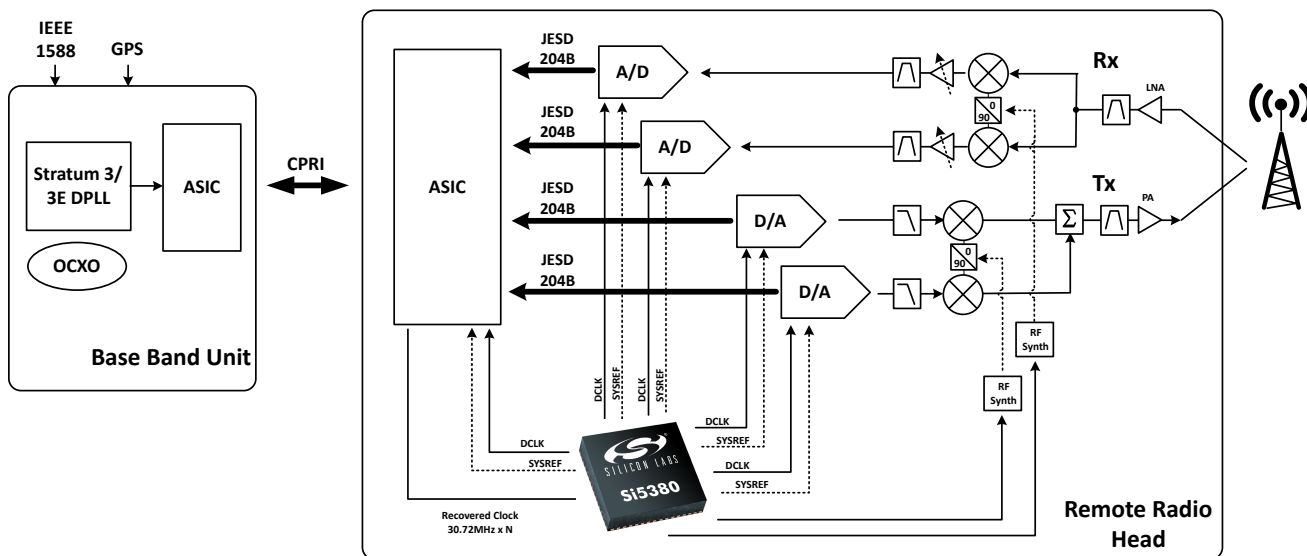 IEEE
1588
GPS
Stratum 3/
3E DPLL
ASIC
OCXO
Base Band Unit
CPRI
ASIC
JESD
204B
A/D
JESD
204B
A/D
JESD
204B
D/A
JESD
204B
D/A
Rx
LNA
0
90
Tx
PA
Σ
0
90
RF
Synth
RF
Synth
DCLK
SYSREF
DCLK
SYSREF
DCLK
SYSREF
DCLK
SYSREF
DCLK
SYSREF
SILICON LABS
Si5380
Recovered Clock
30.72MHz x N
Remote Radio
Head